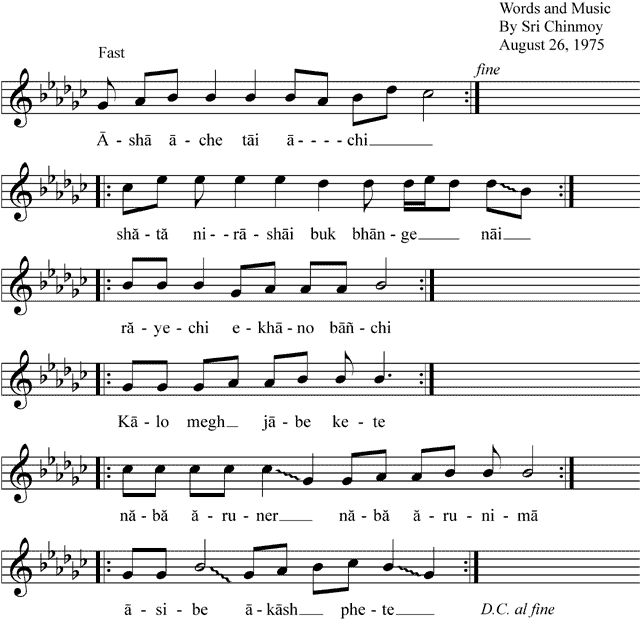 Words and Music
By Sri Chinmoy
August 26, 1975
Fast
fine
Ā - shā ā - che tāi ā - - - - chi
shă - tă ni - - ră - shāi buk bhān - ge nāi
ră - ye - chi e - khā - no bāñ - chi
Kā - lo megh jā - be ke - te
nă - bă ă - ru - ner nă - bă ă - ru - ni - mā
ā - si - be ā - kāsh phe - te
D.C. al fine